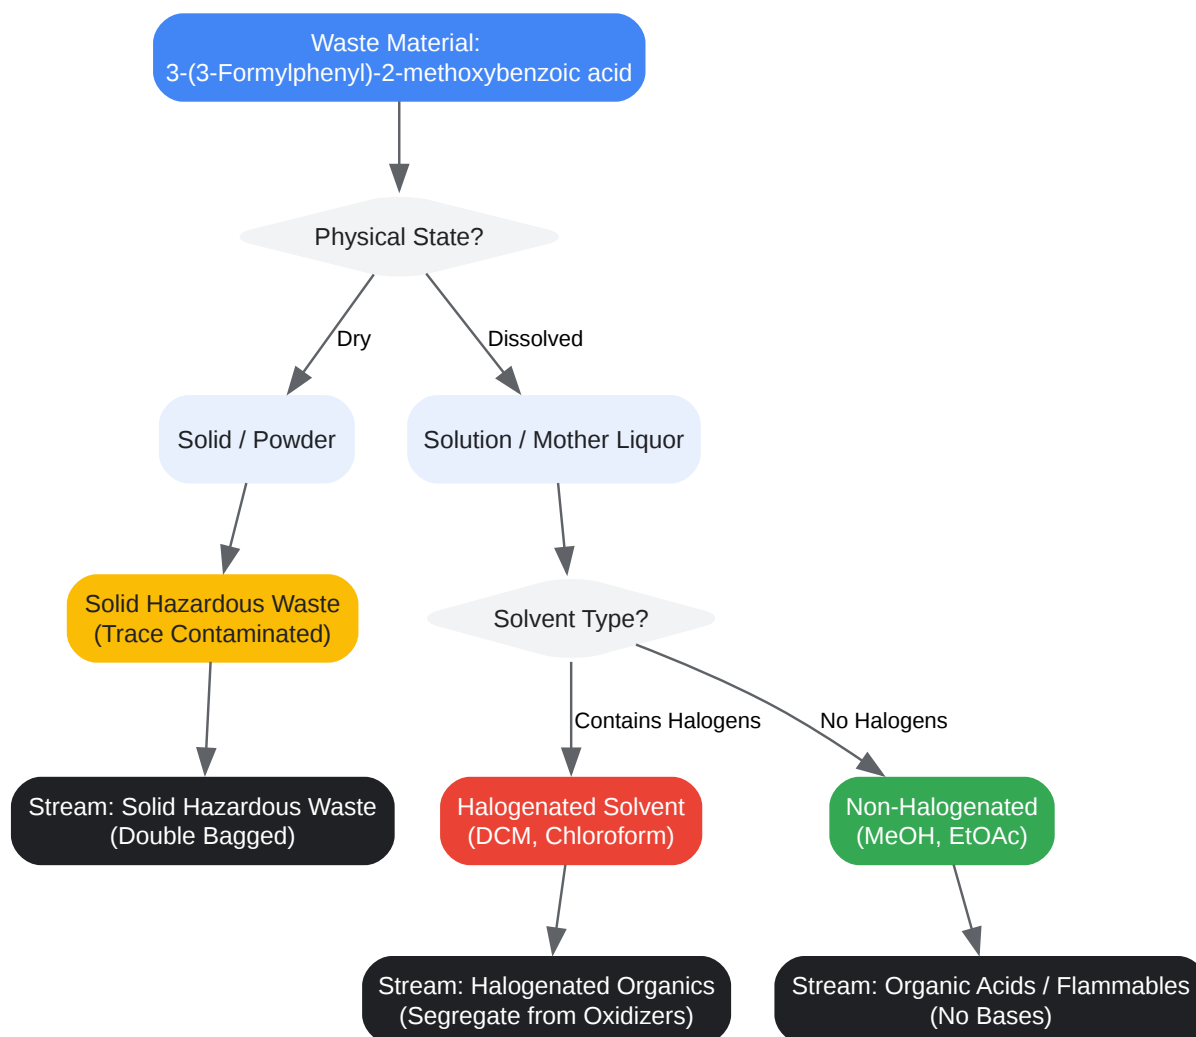 Waste Material:
3-(3-Formylphenyl)-2-methoxybenzoic acid
Physical State?
Dry
Dissolved
Solid / Powder
Solution / Mother Liquor
Solid Hazardous Waste
(Trace Contaminated)
Solvent Type?
Contains Halogens
No Halogens
Stream: Solid Hazardous Waste
(Double Bagged)
Halogenated Solvent
(DCM, Chloroform)
Non-Halogenated
(MeOH, EtOAc)
Stream: Halogenated Organics
(Segregate from Oxidizers)
Stream: Organic Acids / Flammables
(No Bases)